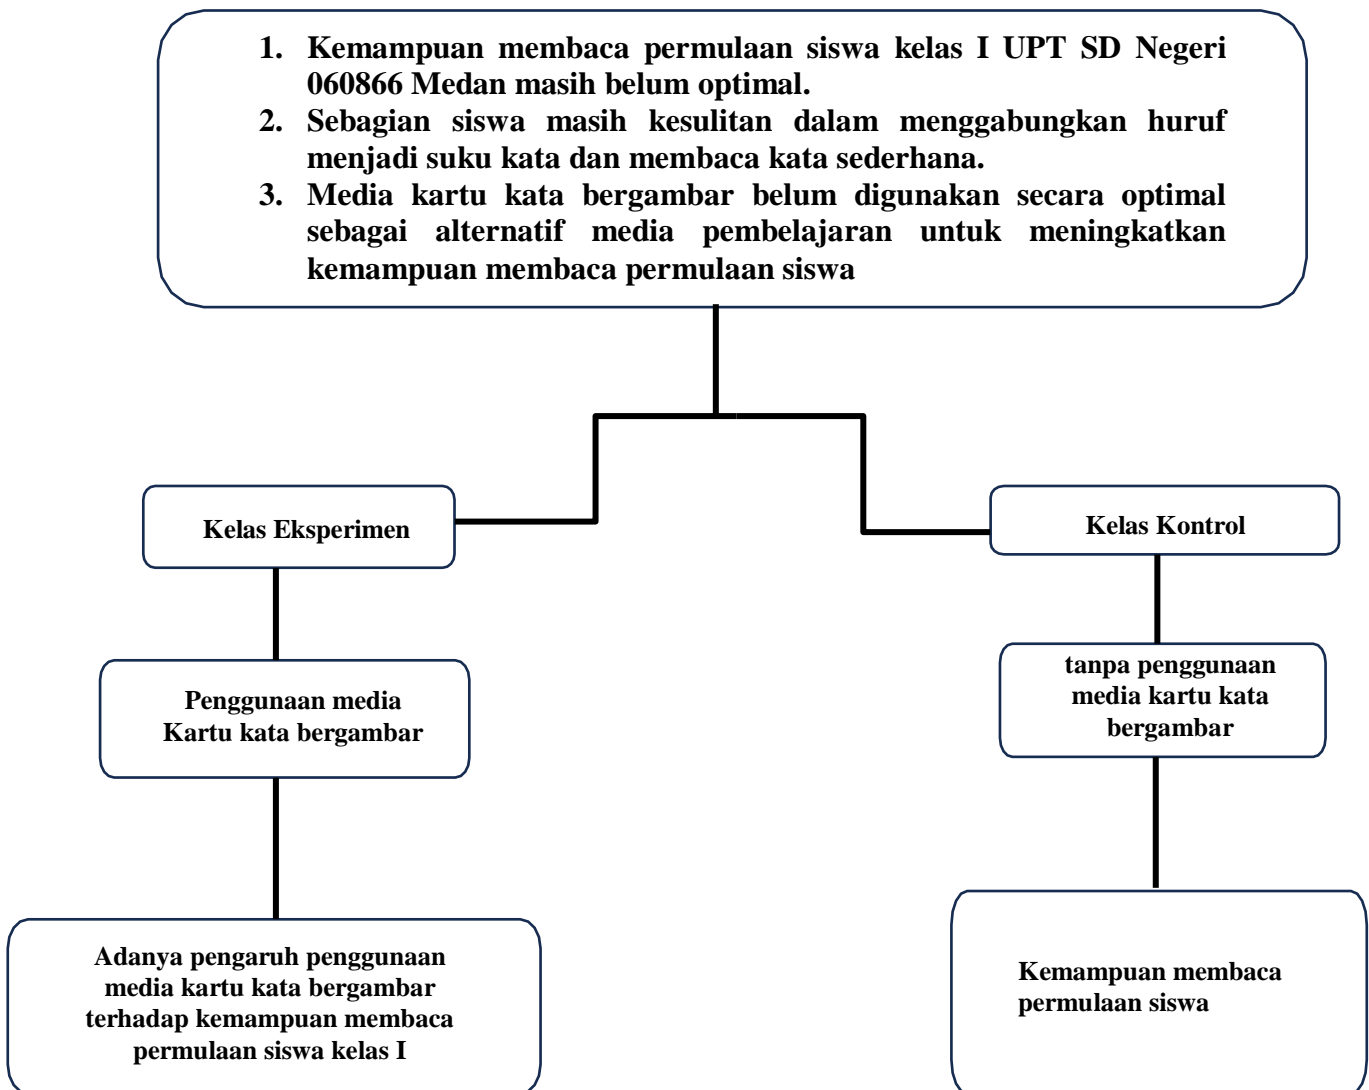 1. Kemampuan membaca permulaan siswa kelas I UPT SD Negeri
060866 Medan masih belum optimal.
2. Sebagian siswa masih kesulitan dalam menggabungkan huruf
menjadi suku kata dan membaca kata sederhana.
3. Media kartu kata bergambar belum digunakan secara optimal
sebagai alternatif media pembelajaran untuk meningkatkan
kemampuan membaca permulaan siswa
Kelas Eksperimen
Kelas Kontrol
Penggunaan media
Kartu kata bergambar
tanpa penggunaan
media kartu kata
bergambar
Adanya pengaruh penggunaan
media kartu kata bergambar
terhadap kemampuan membaca
permulaan siswa kelas I
Kemampuan membaca
permulaan siswa